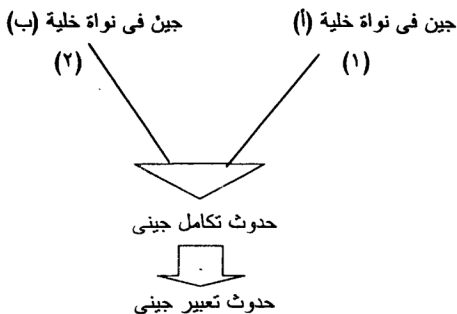 جين فى نواة خلية (أ) جين فى نواة خلية (ب)
(١) (٢)
حدوث تكامل جينى
حدوث تعبير جينى